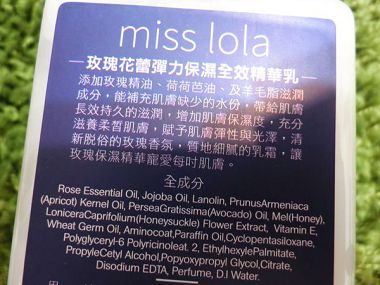 miss lola
玫瑰花蕾彈力保濕全效精華乳
添加玫瑰精油、荷荷芭油、及羊毛脂滋潤
成分，能補充肌膚缺少的水份，帶給肌膚
長效持久的滋潤，增加肌膚保濕度，充分
滋養柔皙肌膚，賦予肌膚彈性與光澤，清
新脫俗的玫瑰香氛，質地細膩的乳霜，讓
玫瑰保濕精華寵愛每吋肌膚。
全成分
Rose Essential Oil, Jojoba Oil, Lanolin, PrunusArmeniaca
(Apricot) Kernel Oil, PerseaGratissima(Avocado) Oil, Mel(Honey),
LoniceraCaprifolium(Honeysuckle) Flower Extract, Vitamin E,
Wheat Germ Oil, Aminocoat,Paraffin Oil,Cyclopentasiloxane,
Polyglyceryl-6 Polyricinoleat 2, EthylhexylePalmitate,
PropyleCetyl Alcohol,Popyoxypropyl Glycol,Citrate,
Disodium EDTA, Perfume, D.I Water.